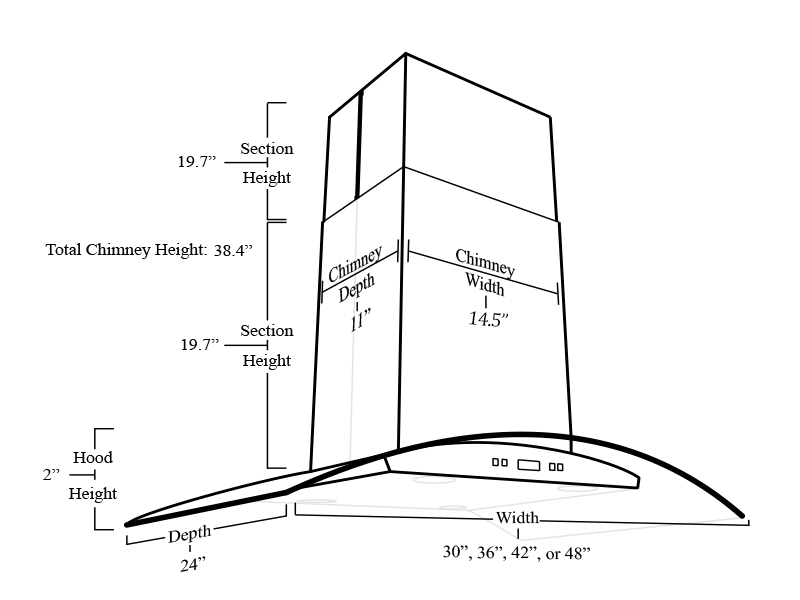 Section
19.7”
Height
Total Chimney Height: 38.4”
Chimney
Depth
11”
Chimney
Width
14.5”
Section
19.7”
Height
Hood
2”
Height
Depth
24”
Width
30”, 36”, 42”, or 48”